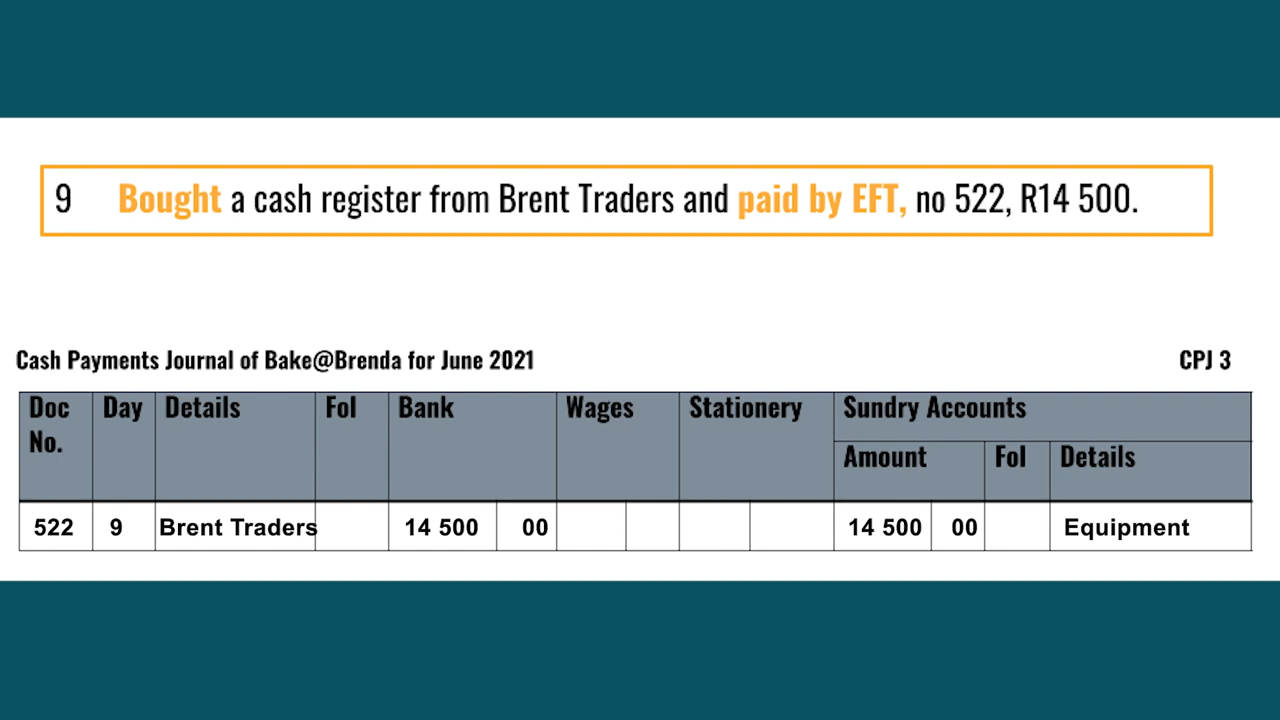 9 Bought a cash register from Brent Traders and paid by EFT, no 522, R14 500.
Cash Payments Journal of Bake@Brenda for June 2021 CPJ 3
Doc No. Day Details Fol Bank Wages Stationery Sundry Accounts
Amount Fol Details
522 9 Brent Traders 14 500 00 14 500 00 Equipment